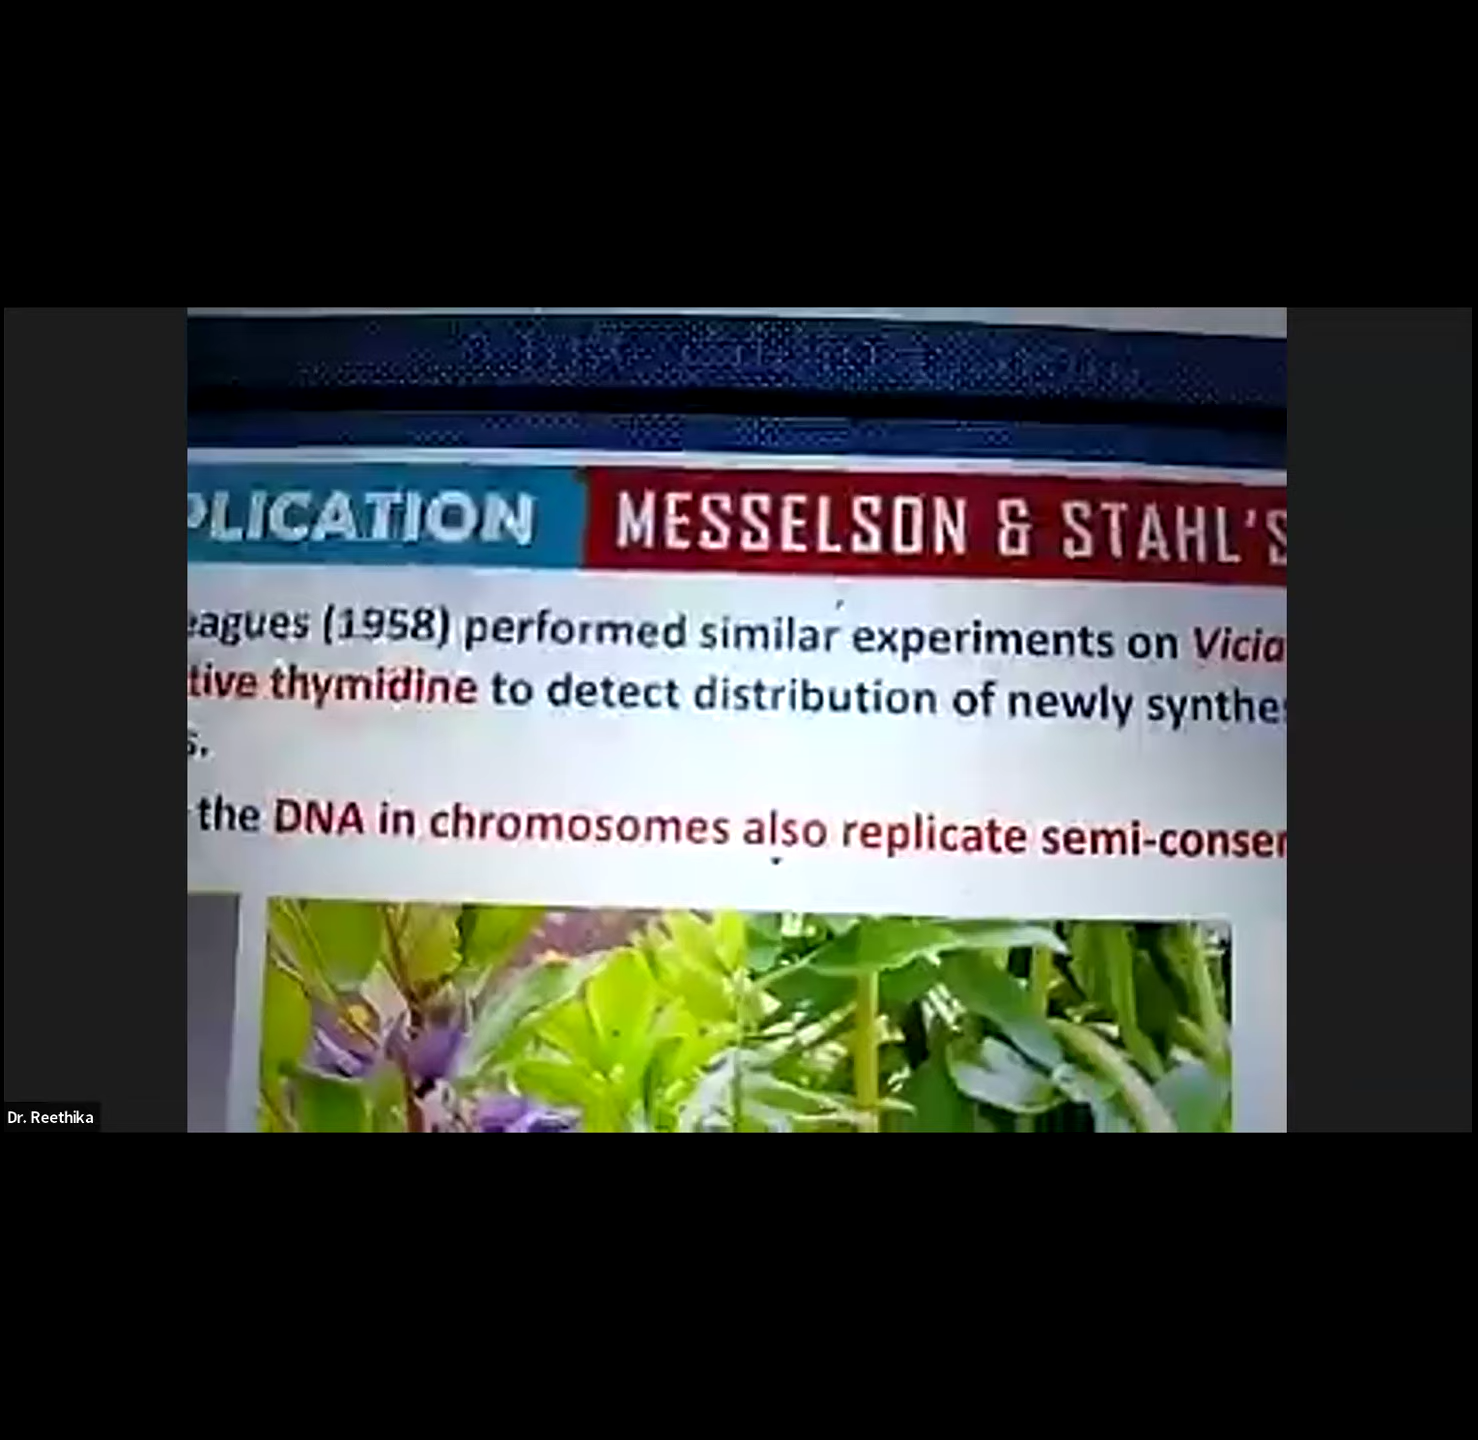 PLICATION MESSELSON & STAHL'S
eagues (1958) performed similar experiments on Vicia
tive thymidine to detect distribution of newly synthe
s.
the DNA in chromosomes also replicate semi-conser
Dr. Reethika